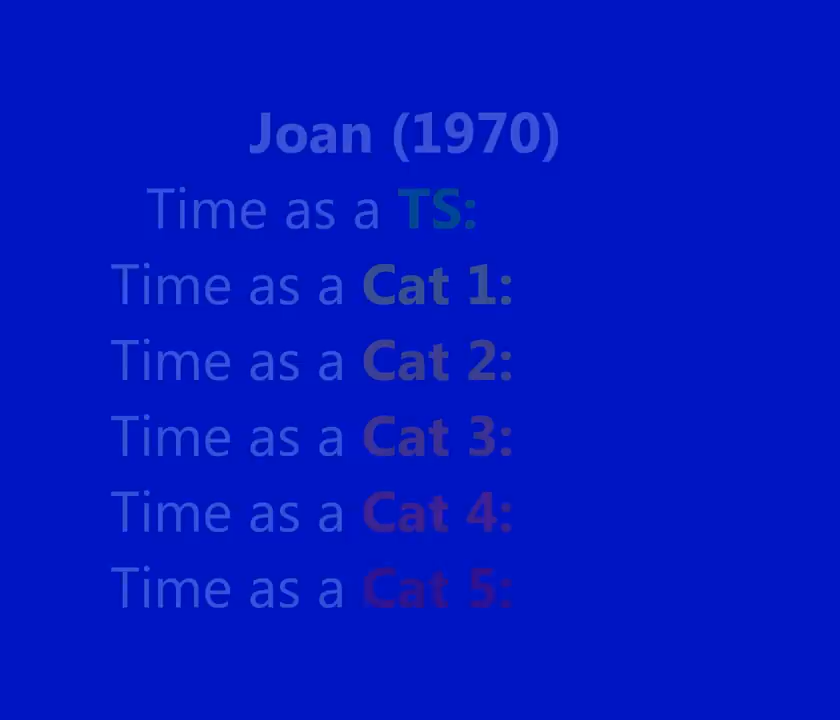 Joan (1970)
Time as a TS:
Time as a Cat 1:
Time as a Cat 2:
Time as a Cat 3:
Time as a Cat 4:
Time as a Cat 5: